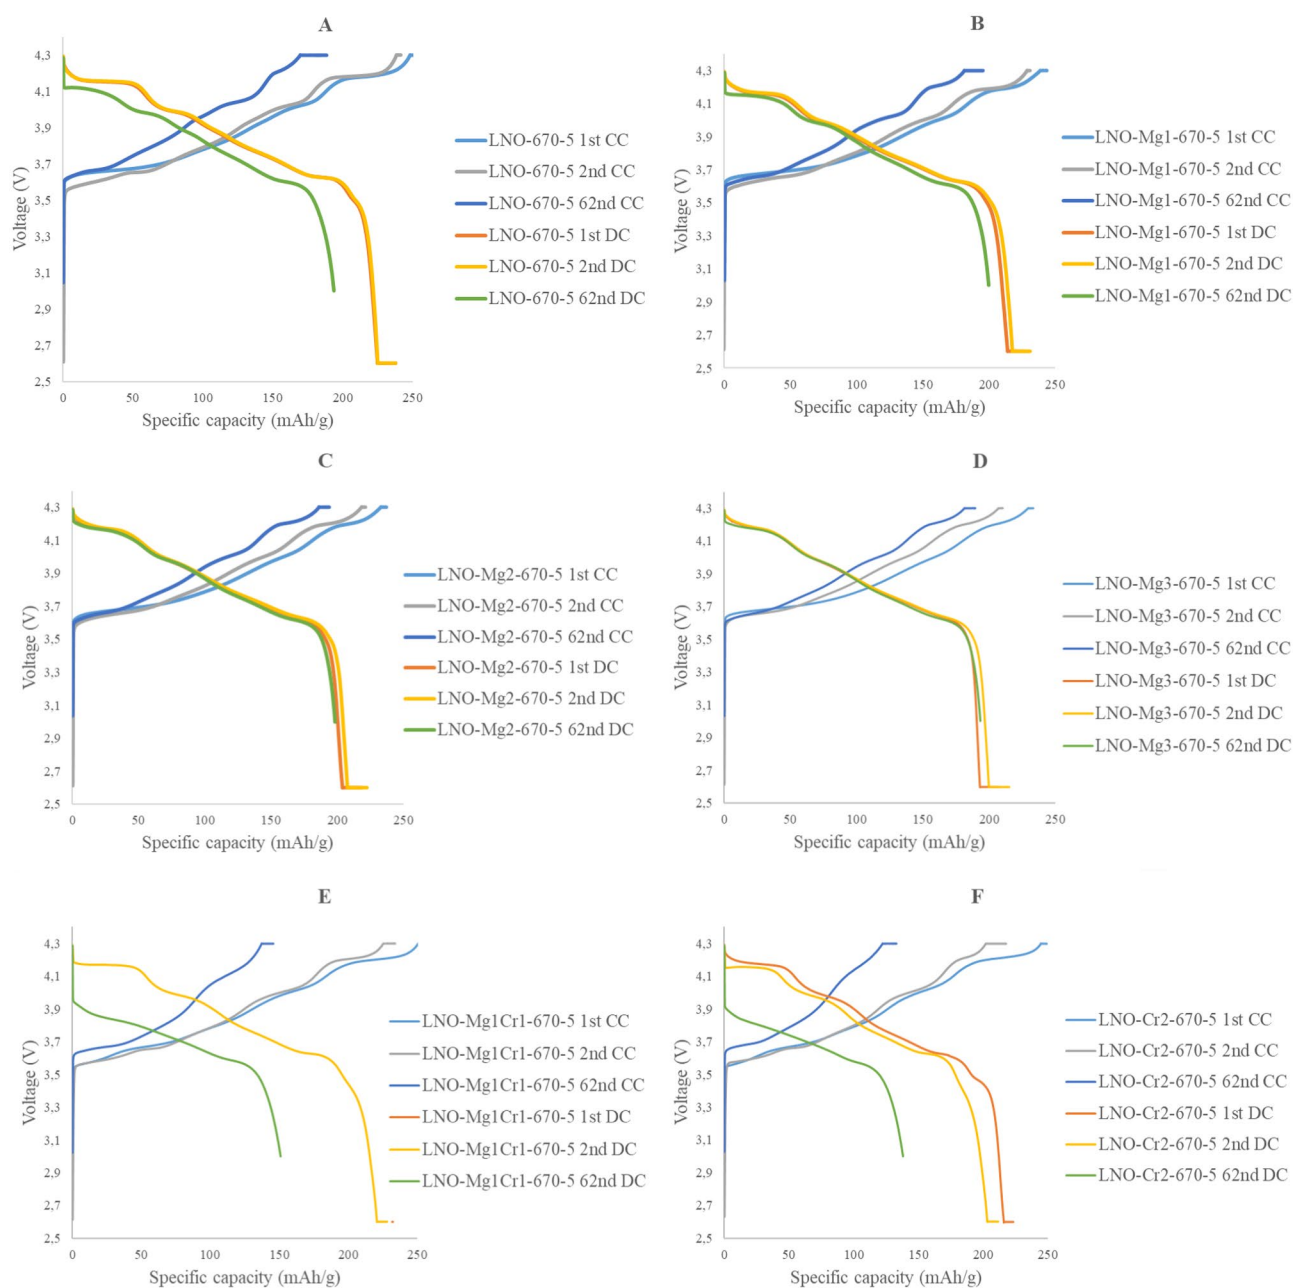 A
4,3
4,1
3,9
3,7
3,5
3,3
3,1
2,9
2,7
2,5
Voltage (V)
0 50 100 150 200 250
Specific capacity (mAh/g)
LNO-670-5 1st CC
LNO-670-5 2nd CC
LNO-670-5 62nd CC
LNO-670-5 1st DC
LNO-670-5 2nd DC
LNO-670-5 62nd DC
B
4,3
4,1
3,9
3,7
3,5
3,3
3,1
2,9
2,7
2,5
Voltage (V)
0 50 100 150 200 250
Specific capacity (mAh/g)
LNO-Mg1-670-5 1st CC
LNO-Mg1-670-5 2nd CC
LNO-Mg1-670-5 62nd CC
LNO-Mg1-670-5 1st DC
LNO-Mg1-670-5 2nd DC
LNO-Mg1-670-5 62nd DC
C
4,3
4,1
3,9
3,7
3,5
3,3
3,1
2,9
2,7
2,5
Voltage (V)
0 50 100 150 200 250
Specific capacity (mAh/g)
LNO-Mg2-670-5 1st CC
LNO-Mg2-670-5 2nd CC
LNO-Mg2-670-5 62nd CC
LNO-Mg2-670-5 1st DC
LNO-Mg2-670-5 2nd DC
LNO-Mg2-670-5 62nd DC
D
4,3
4,1
3,9
3,7
3,5
3,3
3,1
2,9
2,7
2,5
Voltage (V)
0 50 100 150 200 250
Specific capacity (mAh/g)
LNO-Mg3-670-5 1st CC
LNO-Mg3-670-5 2nd CC
LNO-Mg3-670-5 62nd CC
LNO-Mg3-670-5 1st DC
LNO-Mg3-670-5 2nd DC
LNO-Mg3-670-5 62nd DC
E
4,3
4,1
3,9
3,7
3,5
3,3
3,1
2,9
2,7
2,5
Voltage (V)
0 50 100 150 200 250
Specific capacity (mAh/g)
LNO-Mg1Cr1-670-5 1st CC
LNO-Mg1Cr1-670-5 2nd CC
LNO-Mg1Cr1-670-5 62nd CC
LNO-Mg1Cr1-670-5 1st DC
LNO-Mg1Cr1-670-5 2nd DC
LNO-Mg1Cr1-670-5 62nd DC
F
4,3
4,1
3,9
3,7
3,5
3,3
3,1
2,9
2,7
2,5
Voltage (V)
0 50 100 150 200 250
Specific capacity (mAh/g)
LNO-Cr2-670-5 1st CC
LNO-Cr2-670-5 2nd CC
LNO-Cr2-670-5 62nd CC
LNO-Cr2-670-5 1st DC
LNO-Cr2-670-5 2nd DC
LNO-Cr2-670-5 62nd DC